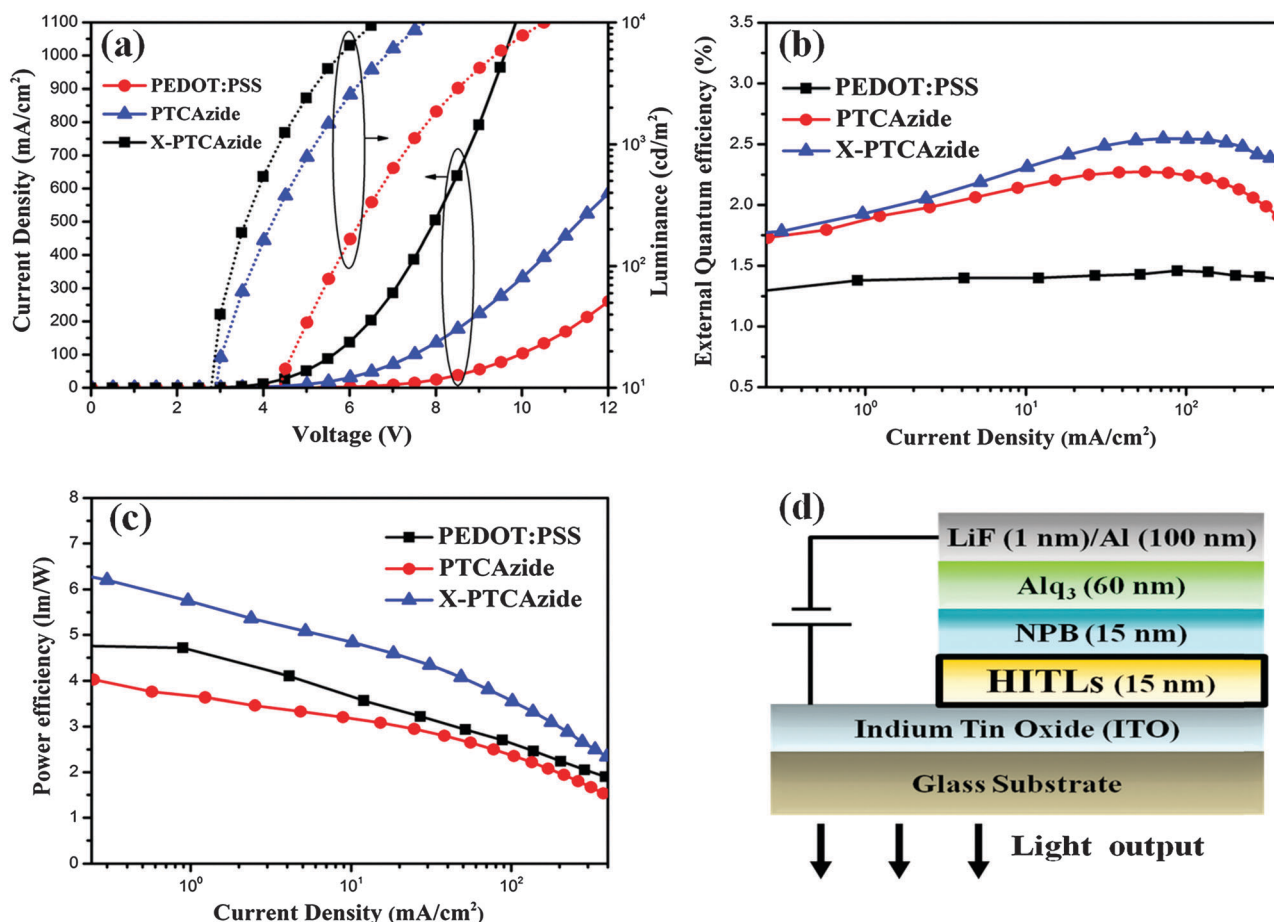 (a)
Current Density (mA/cm²)
1100
1000
900
800
700
600
500
400
300
200
100
0
PEDOT:PSS
PTCAzide
X-PTCAzide
10⁴
10³
10²
10¹
Luminance (cd/m²)
0 2 4 6 8 10 12
Voltage (V)
(b)
External Quantum efficiency (%)
3.5
3.0
2.5
2.0
1.5
1.0
0.5
PEDOT:PSS
PTCAzide
X-PTCAzide
10⁰ 10¹ 10²
Current Density (mA/cm²)
(c)
Power efficiency (lm/W)
8
7
6
5
4
3
2
1
0
PEDOT:PSS
PTCAzide
X-PTCAzide
10⁰ 10¹ 10²
Current Density (mA/cm²)
(d)
LiF (1 nm)/Al (100 nm)
Alq₃ (60 nm)
NPB (15 nm)
HITLs (15 nm)
Indium Tin Oxide (ITO)
Glass Substrate
Light output